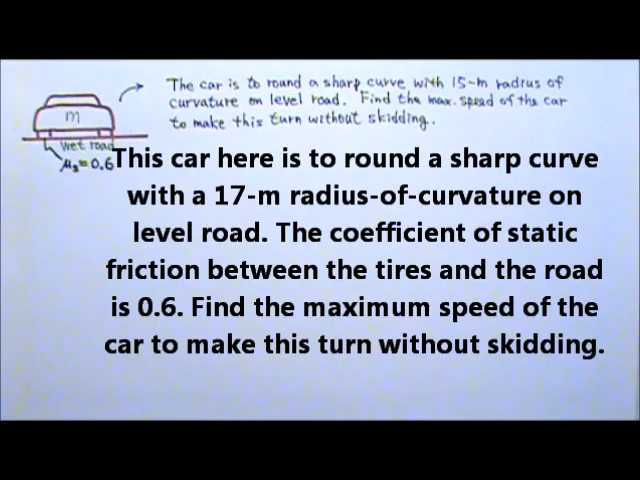 The car is to round a sharp curve with 15-m radius of
curvature on level road. Find the max. speed of the car
to make this turn without skidding.
m
wet road
μs=0.6
This car here is to round a sharp curve
with a 17-m radius-of-curvature on
level road. The coefficient of static
friction between the tires and the road
is 0.6. Find the maximum speed of the
car to make this turn without skidding.